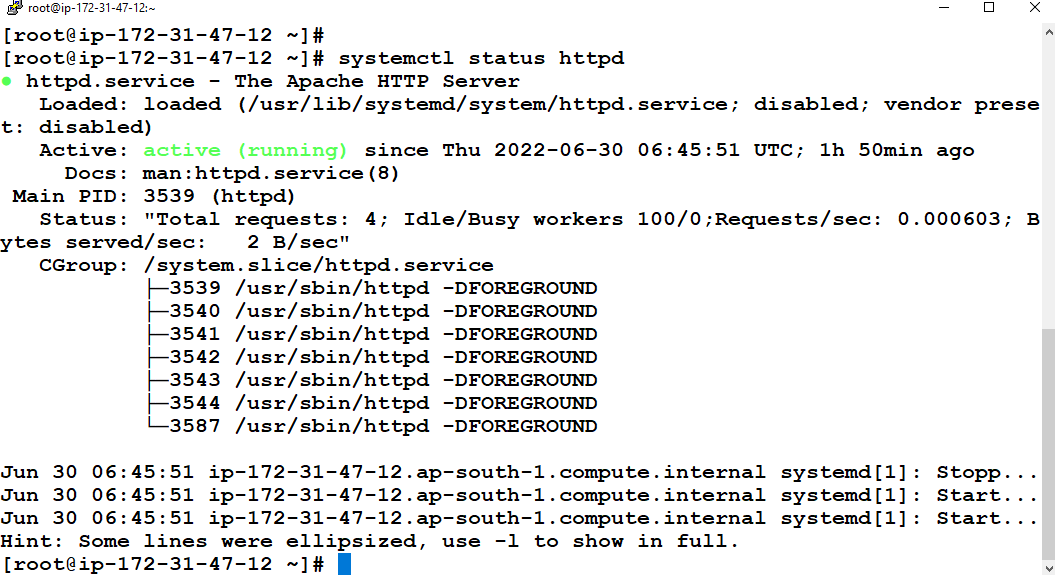 root@ip-172-31-47-12:~
[root@ip-172-31-47-12 ~]#
[root@ip-172-31-47-12 ~]# systemctl status httpd
● httpd.service - The Apache HTTP Server
   Loaded: loaded (/usr/lib/systemd/system/httpd.service; disabled; vendor prese
t: disabled)
   Active: active (running) since Thu 2022-06-30 06:45:51 UTC; 1h 50min ago
     Docs: man:httpd.service(8)
 Main PID: 3539 (httpd)
   Status: "Total requests: 4; Idle/Busy workers 100/0;Requests/sec: 0.000603; B
ytes served/sec:   2 B/sec"
   CGroup: /system.slice/httpd.service
           ├─3539 /usr/sbin/httpd -DFOREGROUND
           ├─3540 /usr/sbin/httpd -DFOREGROUND
           ├─3541 /usr/sbin/httpd -DFOREGROUND
           ├─3542 /usr/sbin/httpd -DFOREGROUND
           ├─3543 /usr/sbin/httpd -DFOREGROUND
           ├─3544 /usr/sbin/httpd -DFOREGROUND
           └─3587 /usr/sbin/httpd -DFOREGROUND

Jun 30 06:45:51 ip-172-31-47-12.ap-south-1.compute.internal systemd[1]: Stopp...
Jun 30 06:45:51 ip-172-31-47-12.ap-south-1.compute.internal systemd[1]: Start...
Jun 30 06:45:51 ip-172-31-47-12.ap-south-1.compute.internal systemd[1]: Start...
Hint: Some lines were ellipsized, use -l to show in full.
[root@ip-172-31-47-12 ~]#